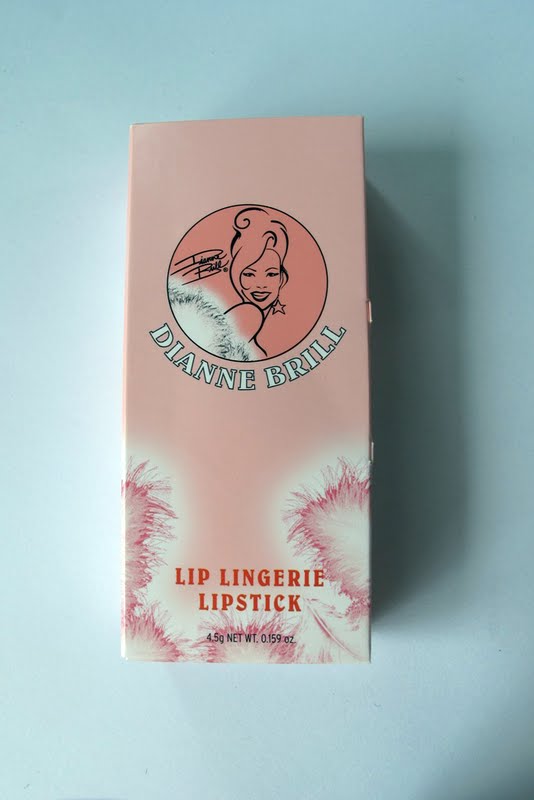 Dianne
Brill
DIANNE BRILL
LIP LINGERIE
LIPSTICK
4.5g NET WT. 0.159 oz.